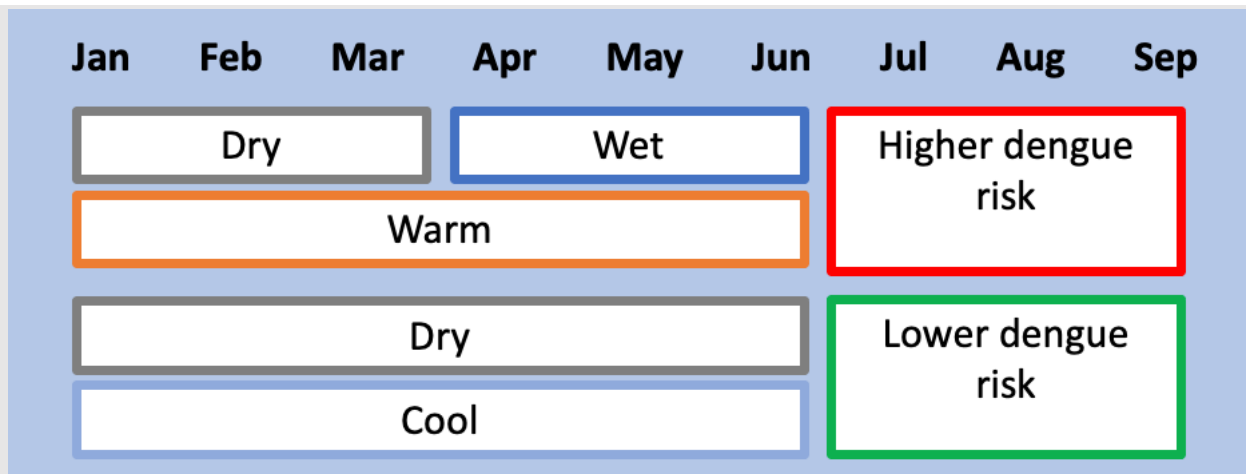 Jan Feb Mar Apr May Jun Jul Aug Sep
Dry Wet Higher dengue
risk
Warm
Dry Lower dengue
risk
Cool